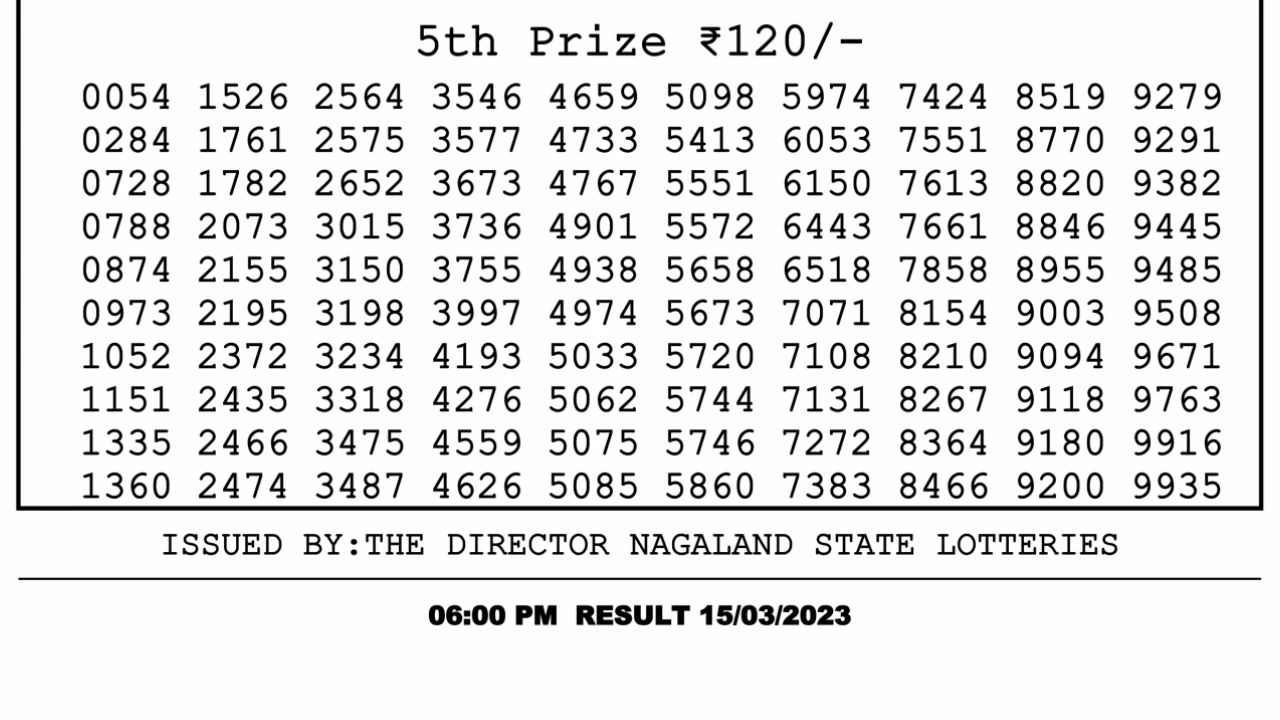 5th Prize ₹120/-
0054 1526 2564 3546 4659 5098 5974 7424 8519 9279
0284 1761 2575 3577 4733 5413 6053 7551 8770 9291
0728 1782 2652 3673 4767 5551 6150 7613 8820 9382
0788 2073 3015 3736 4901 5572 6443 7661 8846 9445
0874 2155 3150 3755 4938 5658 6518 7858 8955 9485
0973 2195 3198 3997 4974 5673 7071 8154 9003 9508
1052 2372 3234 4193 5033 5720 7108 8210 9094 9671
1151 2435 3318 4276 5062 5744 7131 8267 9118 9763
1335 2466 3475 4559 5075 5746 7272 8364 9180 9916
1360 2474 3487 4626 5085 5860 7383 8466 9200 9935
ISSUED BY:THE DIRECTOR NAGALAND STATE LOTTERIES
06:00 PM RESULT 15/03/2023